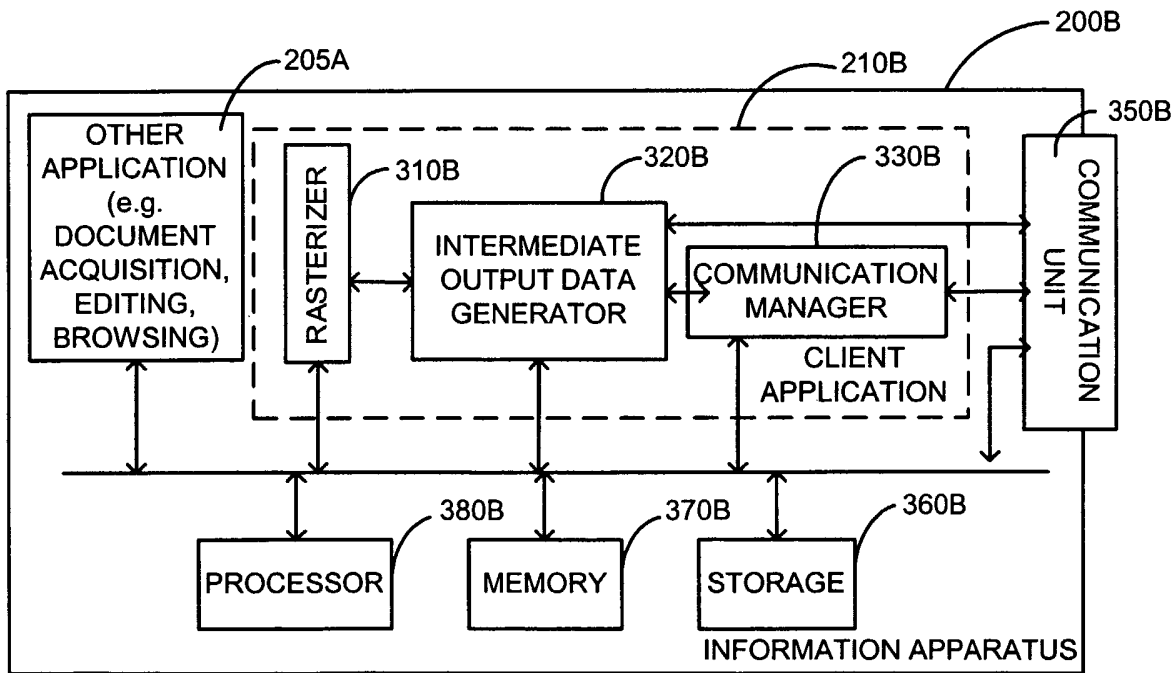 200B
205A
210B
350B
OTHER
APPLICATION
(e.g.
DOCUMENT
ACQUISITION,
EDITING,
BROWSING)
RASTERIZER
310B
320B
330B
INTERMEDIATE
OUTPUT DATA
GENERATOR
COMMUNICATION
MANAGER
CLIENT
APPLICATION
COMMUNICATION
UNIT
380B
370B
360B
PROCESSOR
MEMORY
STORAGE
INFORMATION APPARATUS